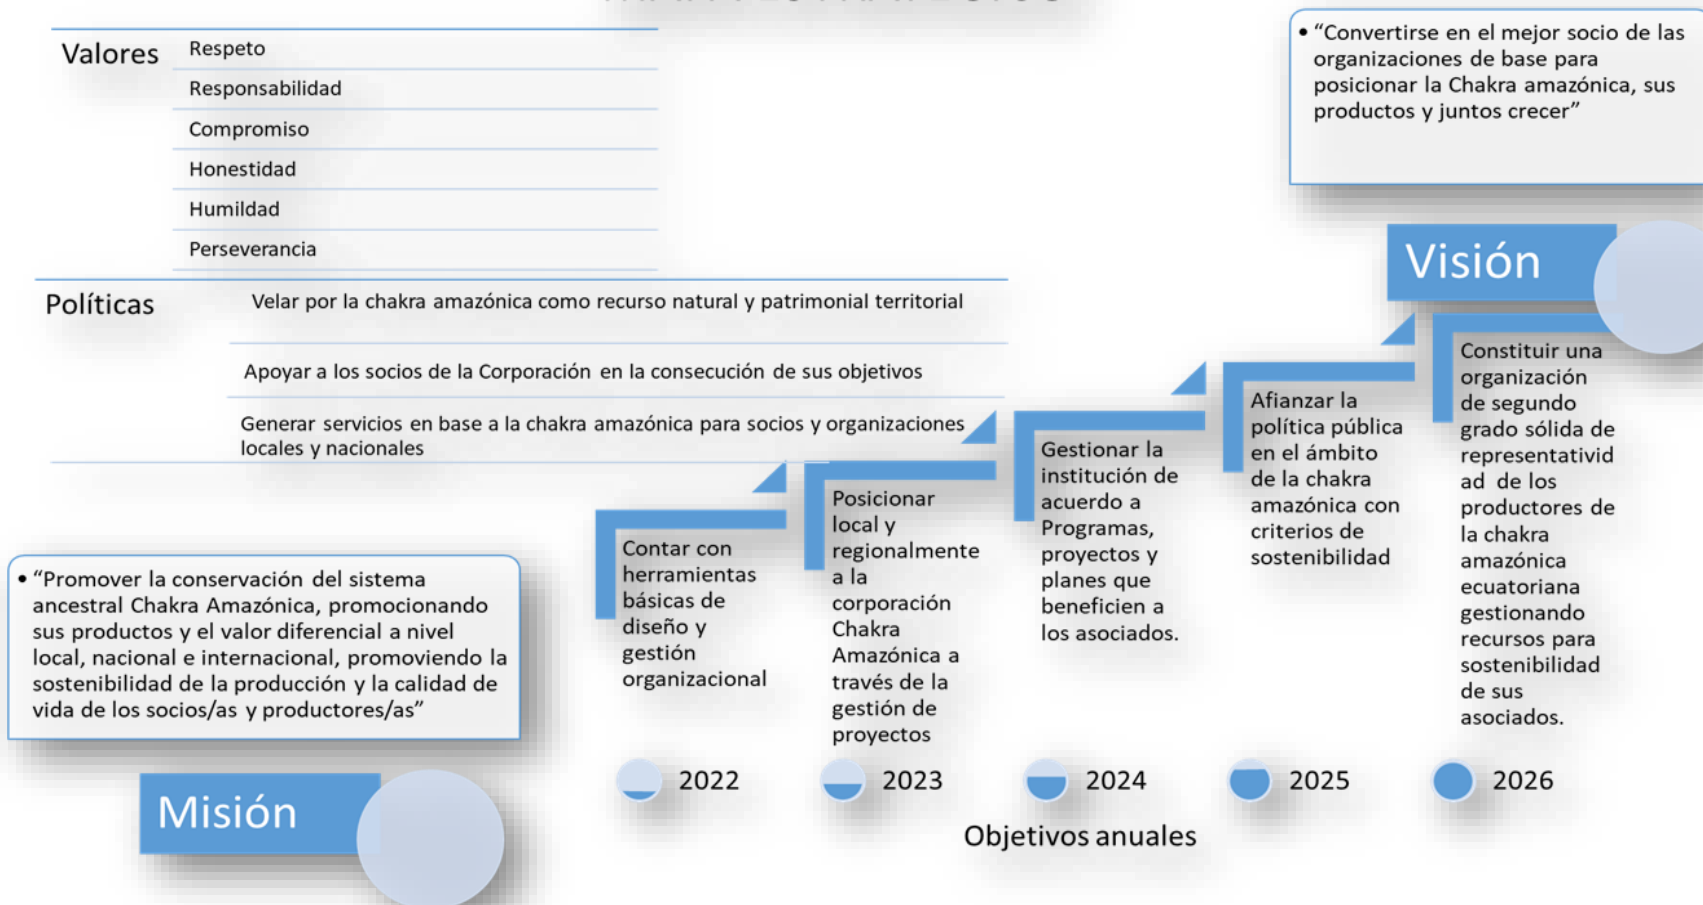 Valores
Respeto
Responsabilidad
Compromiso
Honestidad
Humildad
Perseverancia
Políticas
Velar por la chakra amazónica como recurso natural y patrimonial territorial
Apoyar a los socios de la Corporación en la consecución de sus objetivos
Generar servicios en base a la chakra amazónica para socios y organizaciones
locales y nacionales
• “Convertirse en el mejor socio de las
organizaciones de base para
posicionar la Chakra amazónica, sus
productos y juntos crecer”
Visión
• “Promover la conservación del sistema
ancestral Chakra Amazónica, promocionando
sus productos y el valor diferencial a nivel
local, nacional e internacional, promoviendo la
sostenibilidad de la producción y la calidad de
vida de los socios/as y productores/as”
Misión
Contar con
herramientas
básicas de
diseño y
gestión
organizacional
Posicionar
local y
regionalmente
a la
corporación
Chakra
Amazónica a
través de la
gestión de
proyectos
Gestionar la
institución de
acuerdo a
Programas,
proyectos y
planes que
beneficien a
los asociados.
Afianzar la
política pública
en el ámbito
de la chakra
amazónica con
criterios de
sostenibilidad
Constituir una
organización
de segundo
grado sólida de
representativid
ad de los
productores de
la chakra
amazónica
ecuatoriana
gestionando
recursos para
sostenibilidad
de sus
asociados.
2022
2023
2024
2025
2026
Objetivos anuales